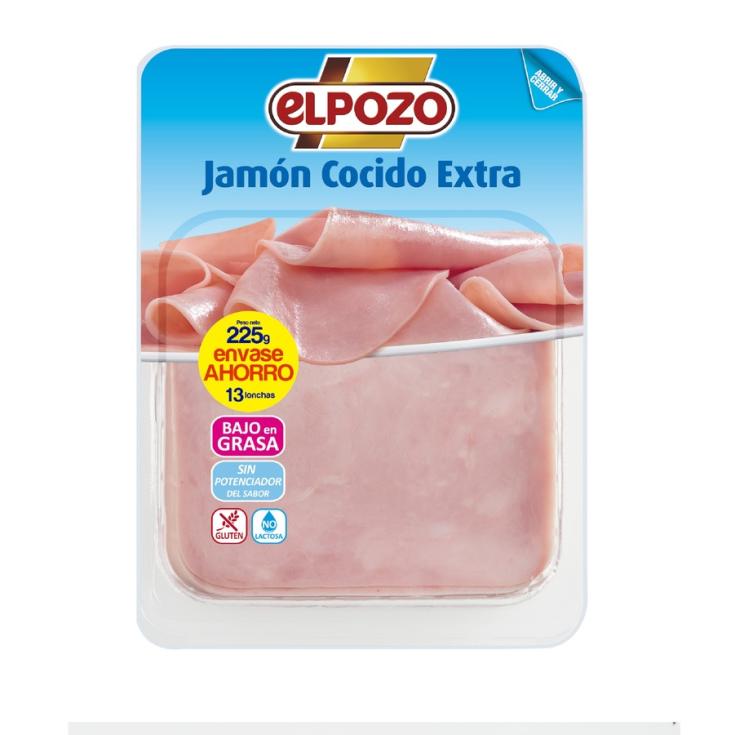 ABRIR Y
CERRAR
ELPOZO
Jamón Cocido Extra
Peso neto
225g
envase
AHORRO
13 lonchas
BAJO en
GRASA
SIN
POTENCIADOR
DEL SABOR
GLUTEN
NO
LACTOSA